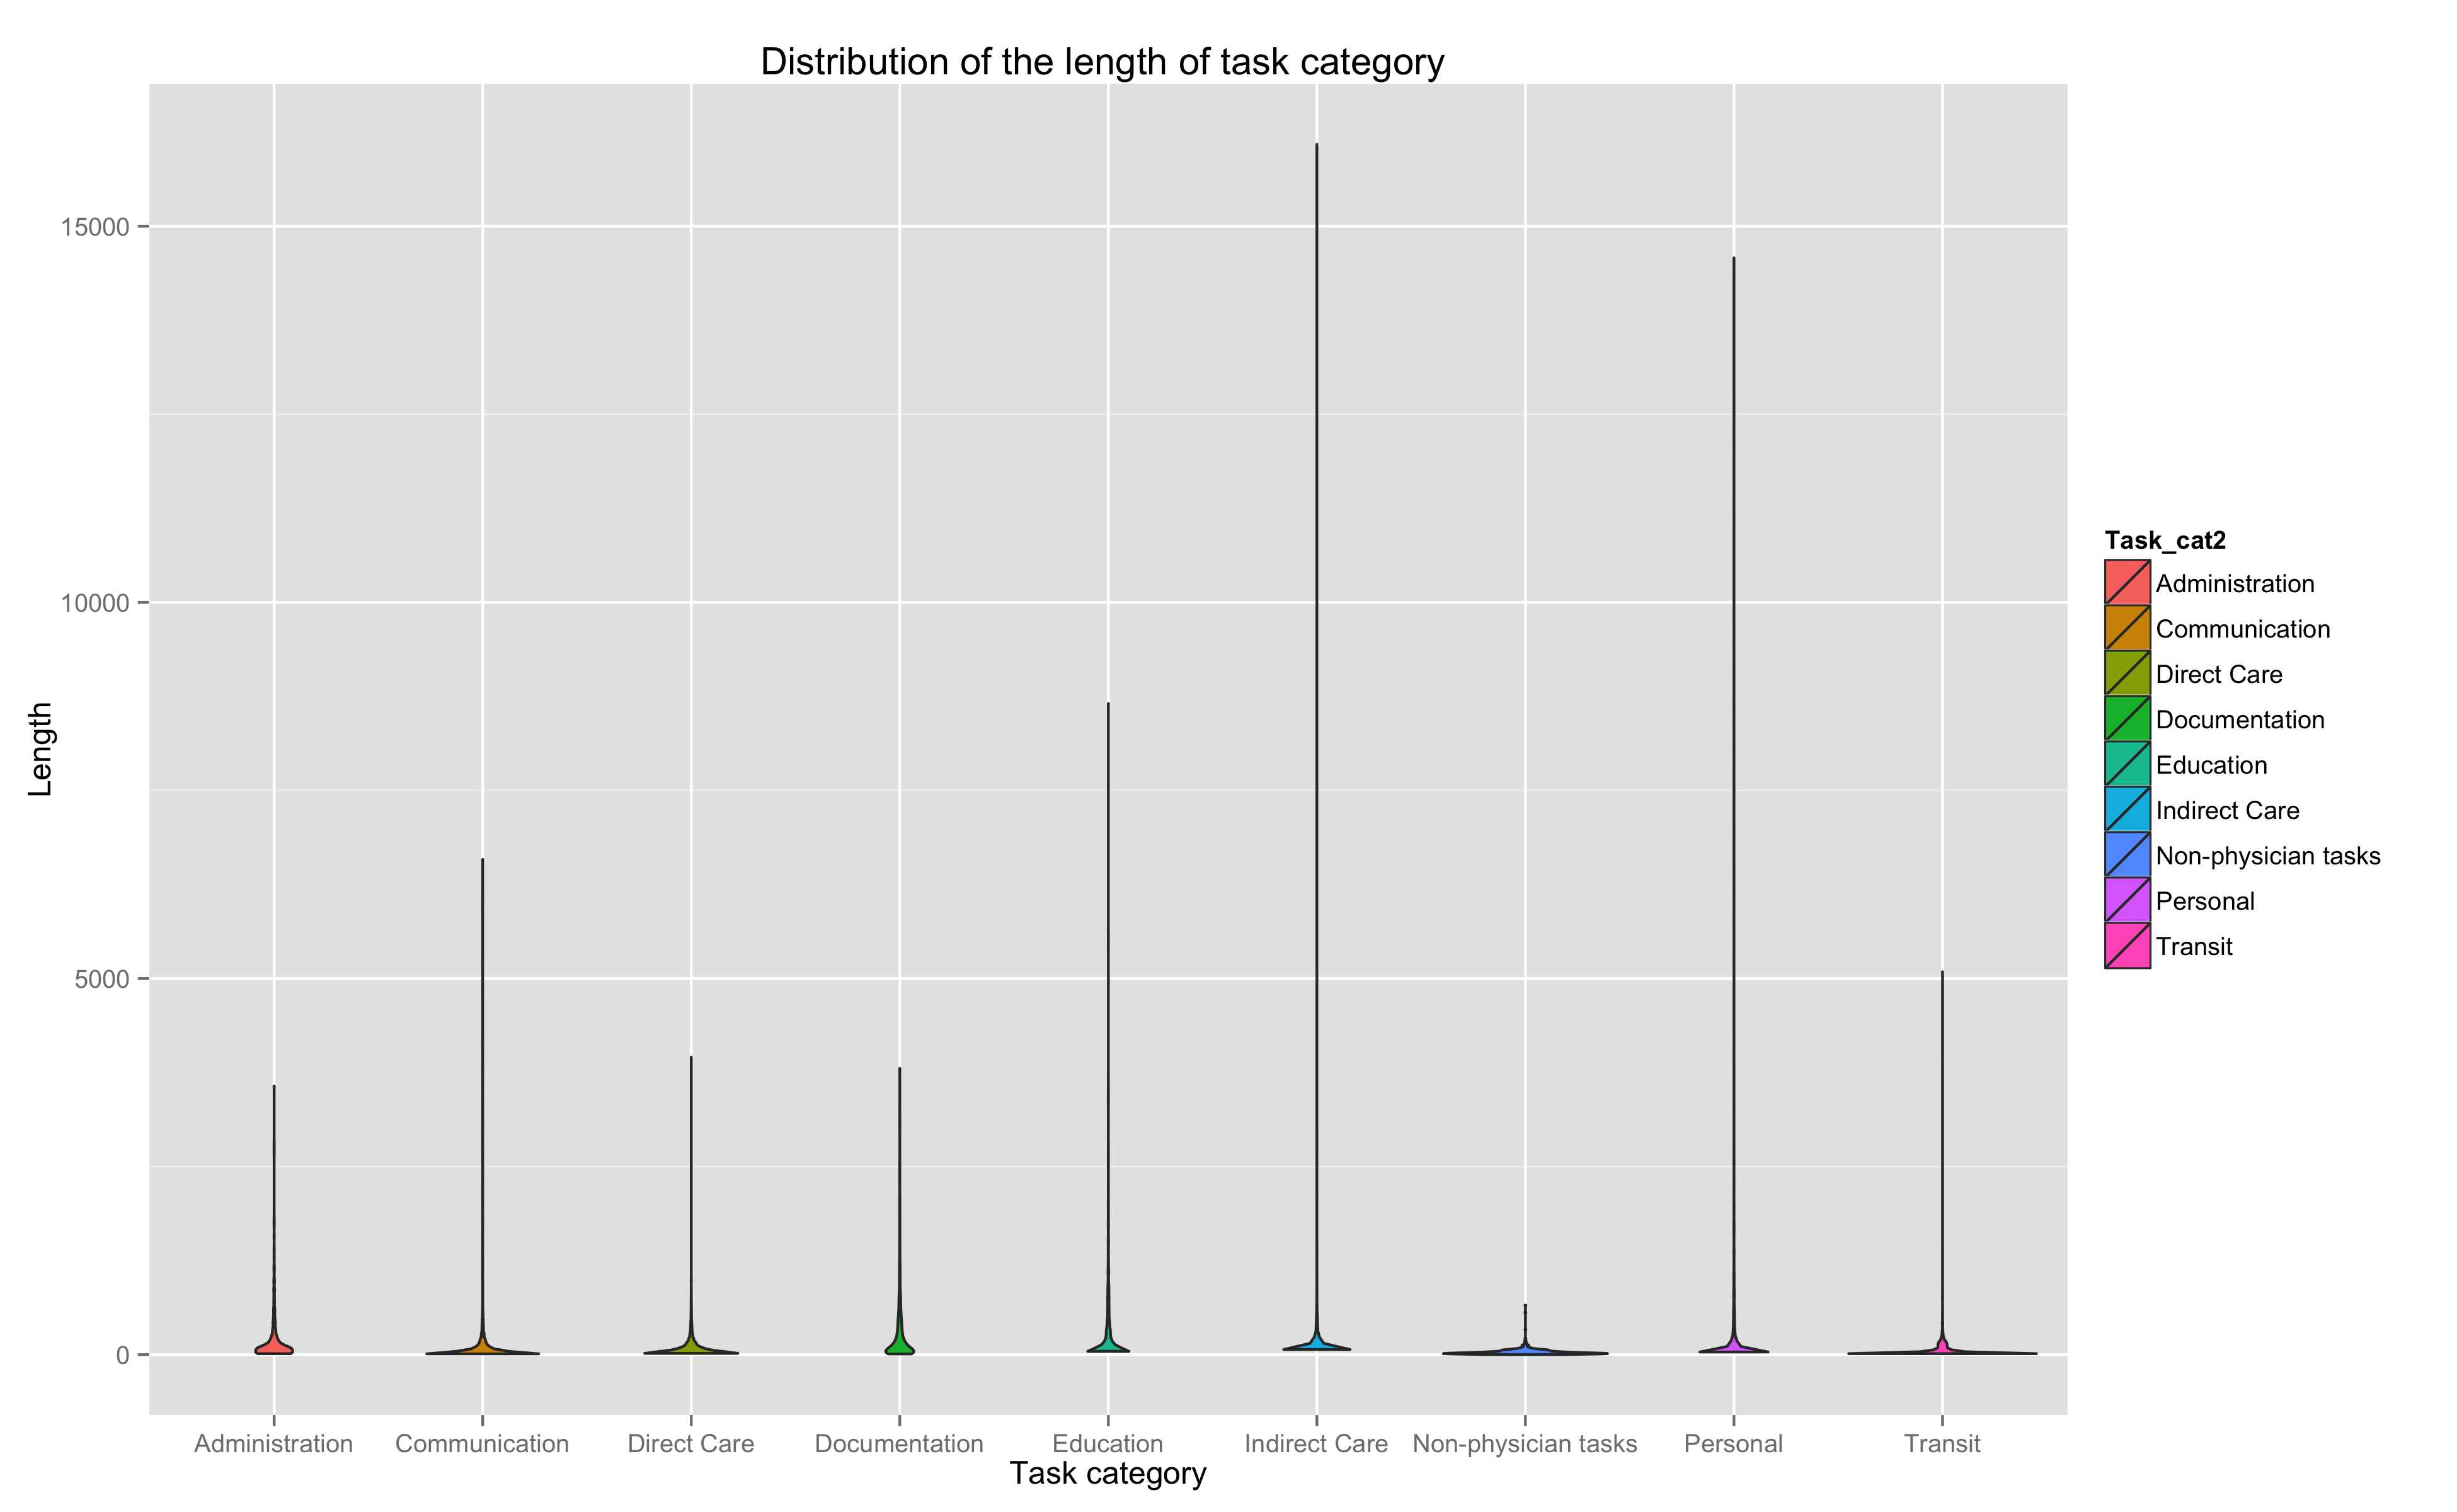 Distribution of the length of task category
Length
15000
10000
5000
0
Administration
Communication
Direct Care
Documentation
Education
Indirect Care
Non-physician tasks
Personal
Transit
Task category
Task_cat2
Administration
Communication
Direct Care
Documentation
Education
Indirect Care
Non-physician tasks
Personal
Transit